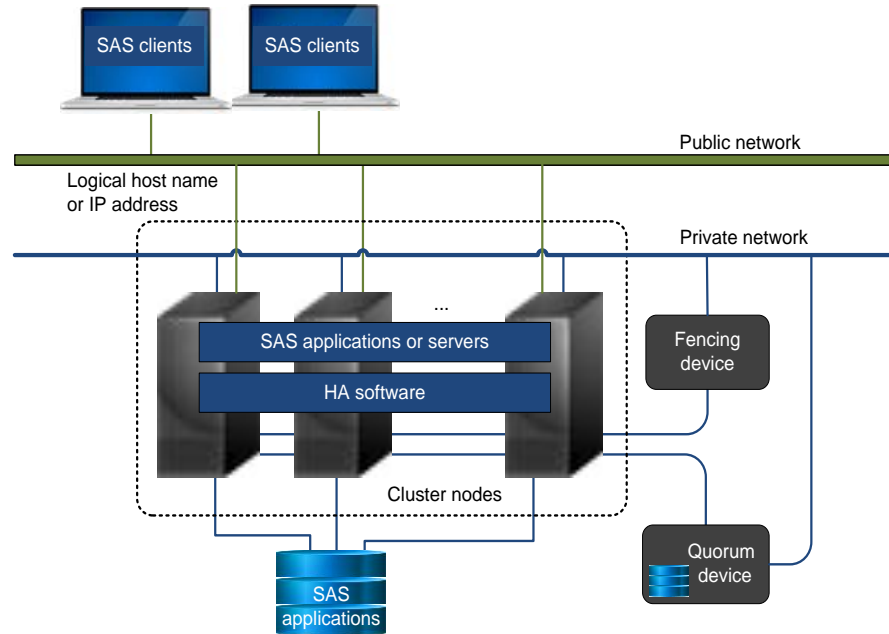 SAS clients
SAS clients
Public network
Logical host name
or IP address
Private network
...
SAS applications or servers
HA software
Fencing
device
Cluster nodes
Quorum
device
SAS
applications